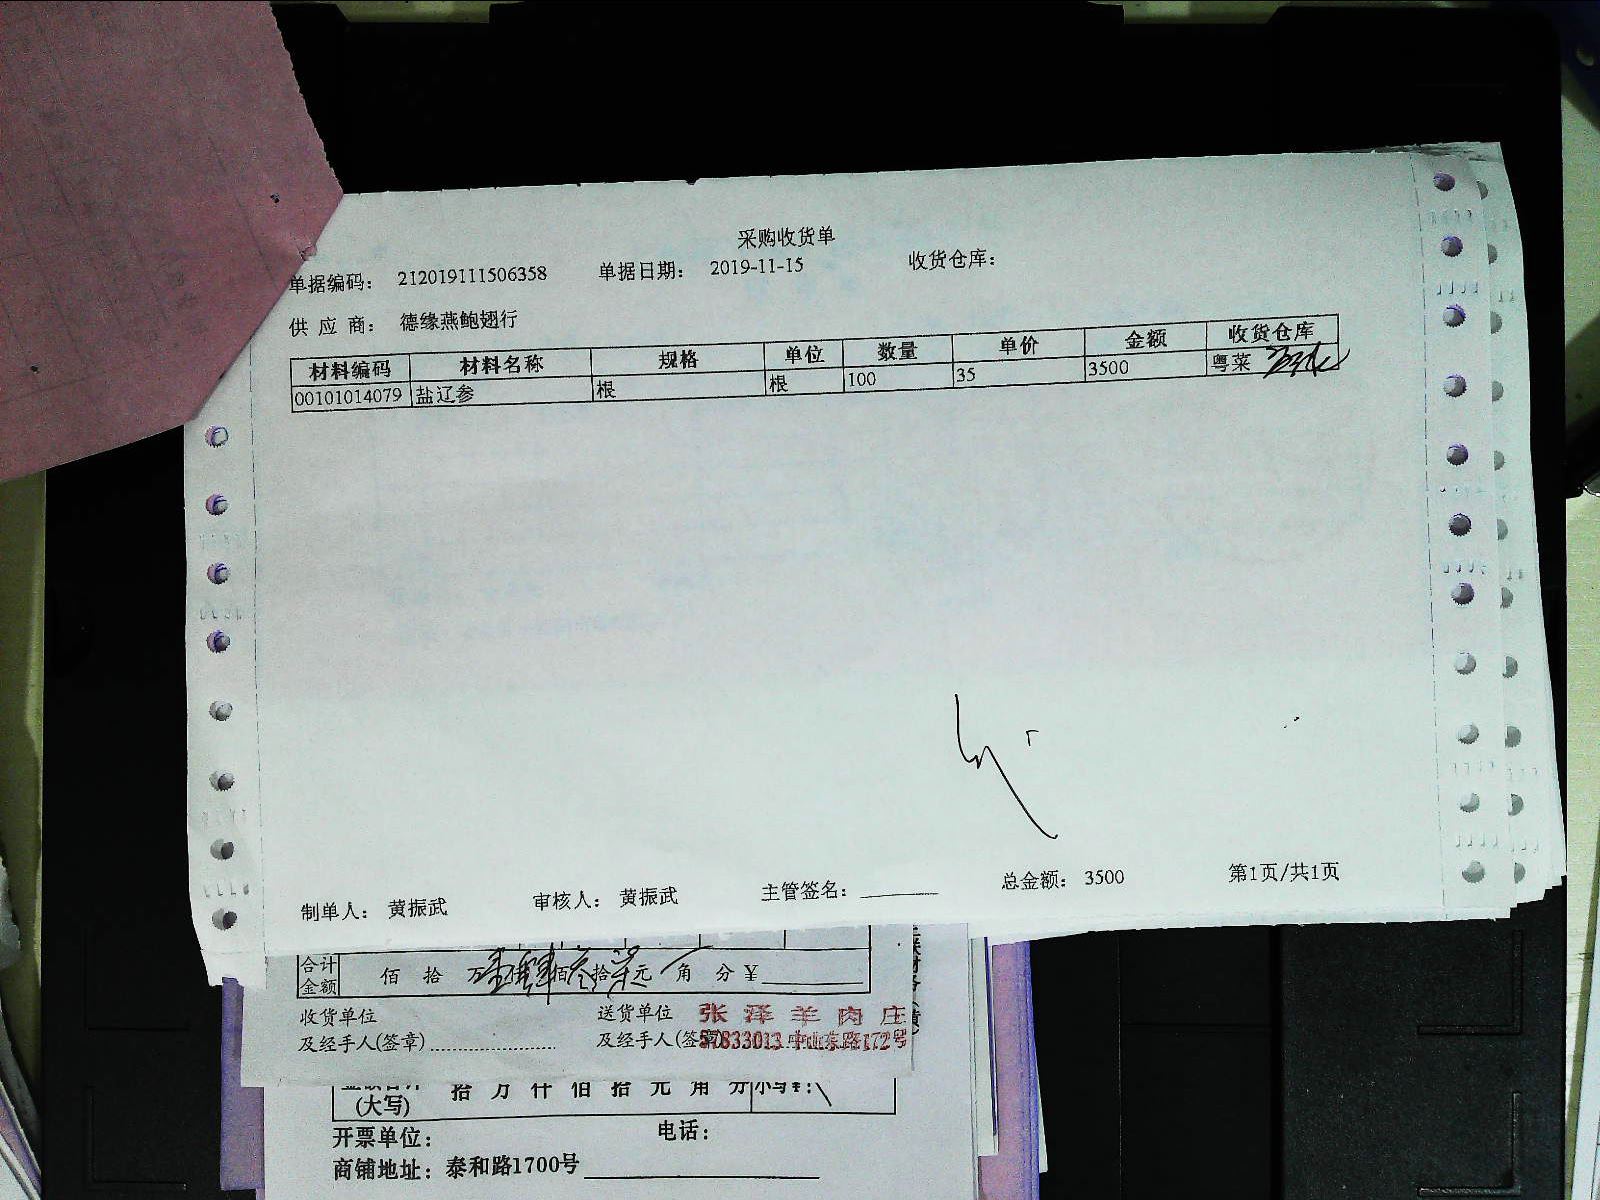 采购收货单
单据编码： 212019111506358 单据日期： 2019-11-15 收货仓库：
供 应 商： 德缘燕鲍翅行
材料编码 材料名称 规格 单位 数量 单价 金额 收货仓库
00101014079 盐辽参 根 根 100 35 3500 粤菜
制单人： 黄振武 审核人： 黄振武 主管签名： 总金额： 3500 第1页/共1页
合计金额 佰 拾 万 仟 佰 拾 元 角 分 ¥
收货单位 送货单位 张泽羊肉庄
及经手人(签章) 及经手人(签章) 57833013 中山东路172号
(大写) 拾 万 仟 佰 拾 元 角 分 小写¥：
开票单位： 电话：
商铺地址：泰和路1700号